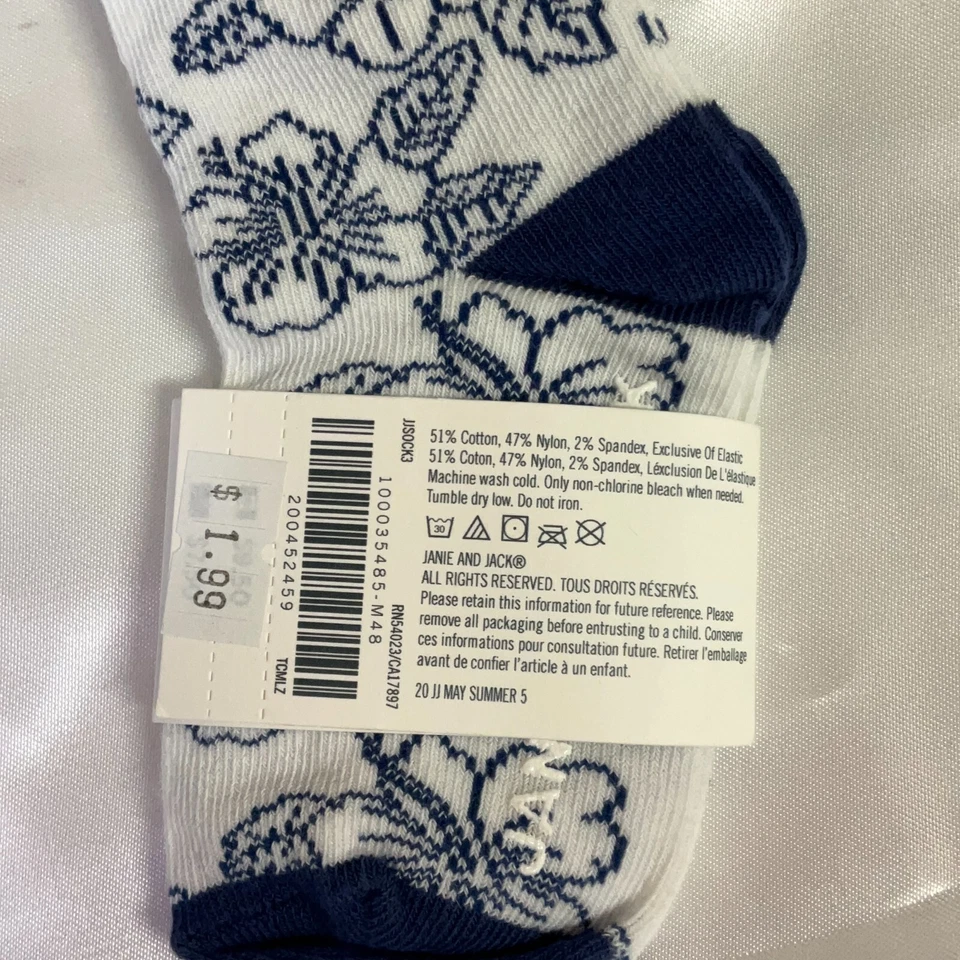 51% Cotton, 47% Nylon, 2% Spandex, Exclusive Of Elastic
51% Coton, 47% Nylon, 2% Spandex, Léxclusion De L'élastique
Machine wash cold. Only non-chlorine bleach when needed.
Tumble dry low. Do not iron.
30
JANIE AND JACK®
ALL RIGHTS RESERVED. TOUS DROITS RÉSERVÉS.
Please retain this information for future reference. Please
remove all packaging before entrusting to a child. Conserver
ces informations pour consultation future. Retirer l'emballage
avant de confier l'article à un enfant.
20 JJ MAY SUMMER 5
JJSOCK3
RN54023/CA17897
100035485-M48
200452459
TCMLZ
$ 1.99
JAN